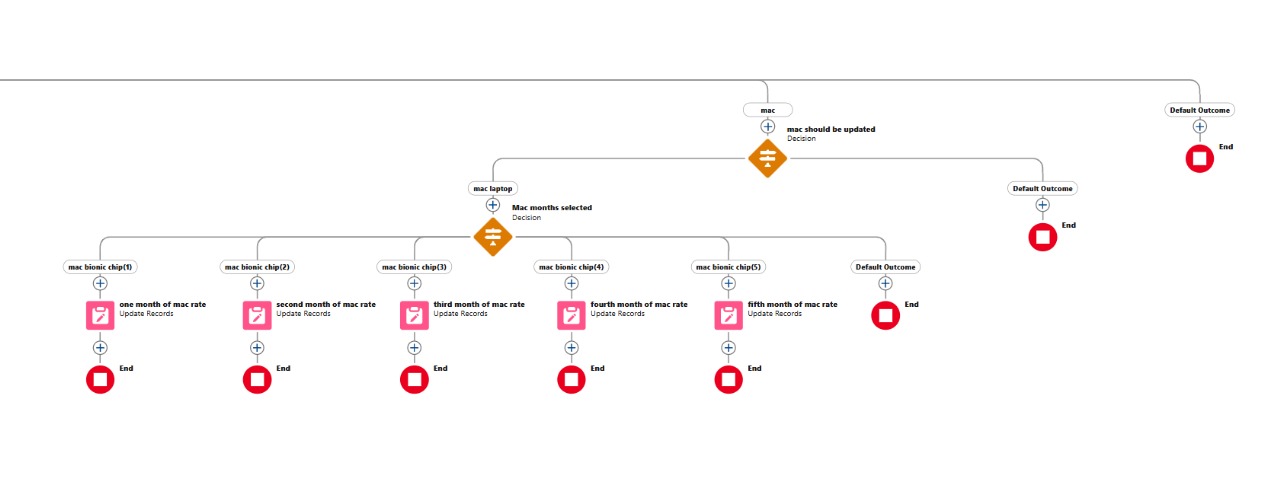 mac
Default Outcome
mac should be updated
Decision
End
mac laptop
Default Outcome
Mac months selected
Decision
End
mac bionic chip(1)
mac bionic chip(2)
mac bionic chip(3)
mac bionic chip(4)
mac bionic chip(5)
Default Outcome
one month of mac rate
Update Records
second month of mac rate
Update Records
third month of mac rate
Update Records
fourth month of mac rate
Update Records
fifth month of mac rate
Update Records
End
End
End
End
End
End